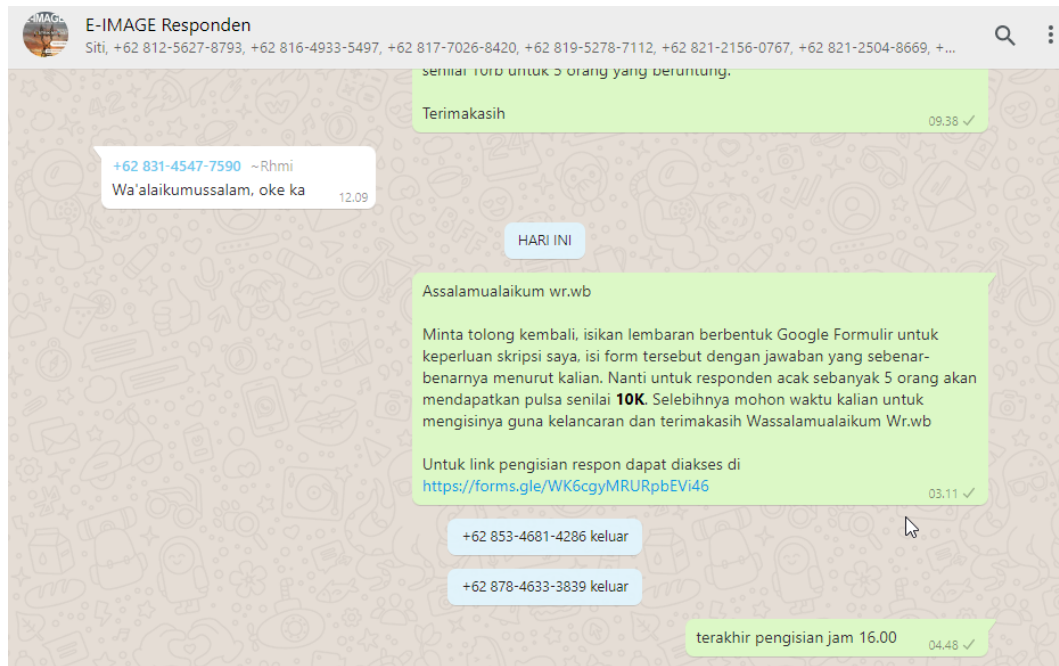 E-IMAGE Responden
Siti, +62 812-5627-8793, +62 816-4933-5497, +62 817-7026-8420, +62 819-5278-7112, +62 821-2156-0767, +62 821-2504-8669, +...
senilai 10rb untuk 5 orang yang beruntung.
Terimakasih
09.38
+62 831-4547-7590 ~Rhmi
Wa'alaikumussalam, oke ka
12.09
HARI INI
Assalamualaikum wr.wb
Minta tolong kembali, isikan lembaran berbentuk Google Formulir untuk
keperluan skripsi saya, isi form tersebut dengan jawaban yang sebenar-
benarnya menurut kalian. Nanti untuk responden acak sebanyak 5 orang akan
mendapatkan pulsa senilai 10K. Selebihnya mohon waktu kalian untuk
mengisinya guna kelancaran dan terimakasih Wassalamualaikum Wr.wb
Untuk link pengisian respon dapat diakses di
https://forms.gle/WK6cgyMRURpbEVi46
03.11
+62 853-4681-4286 keluar
+62 878-4633-3839 keluar
terakhir pengisian jam 16.00
04.48